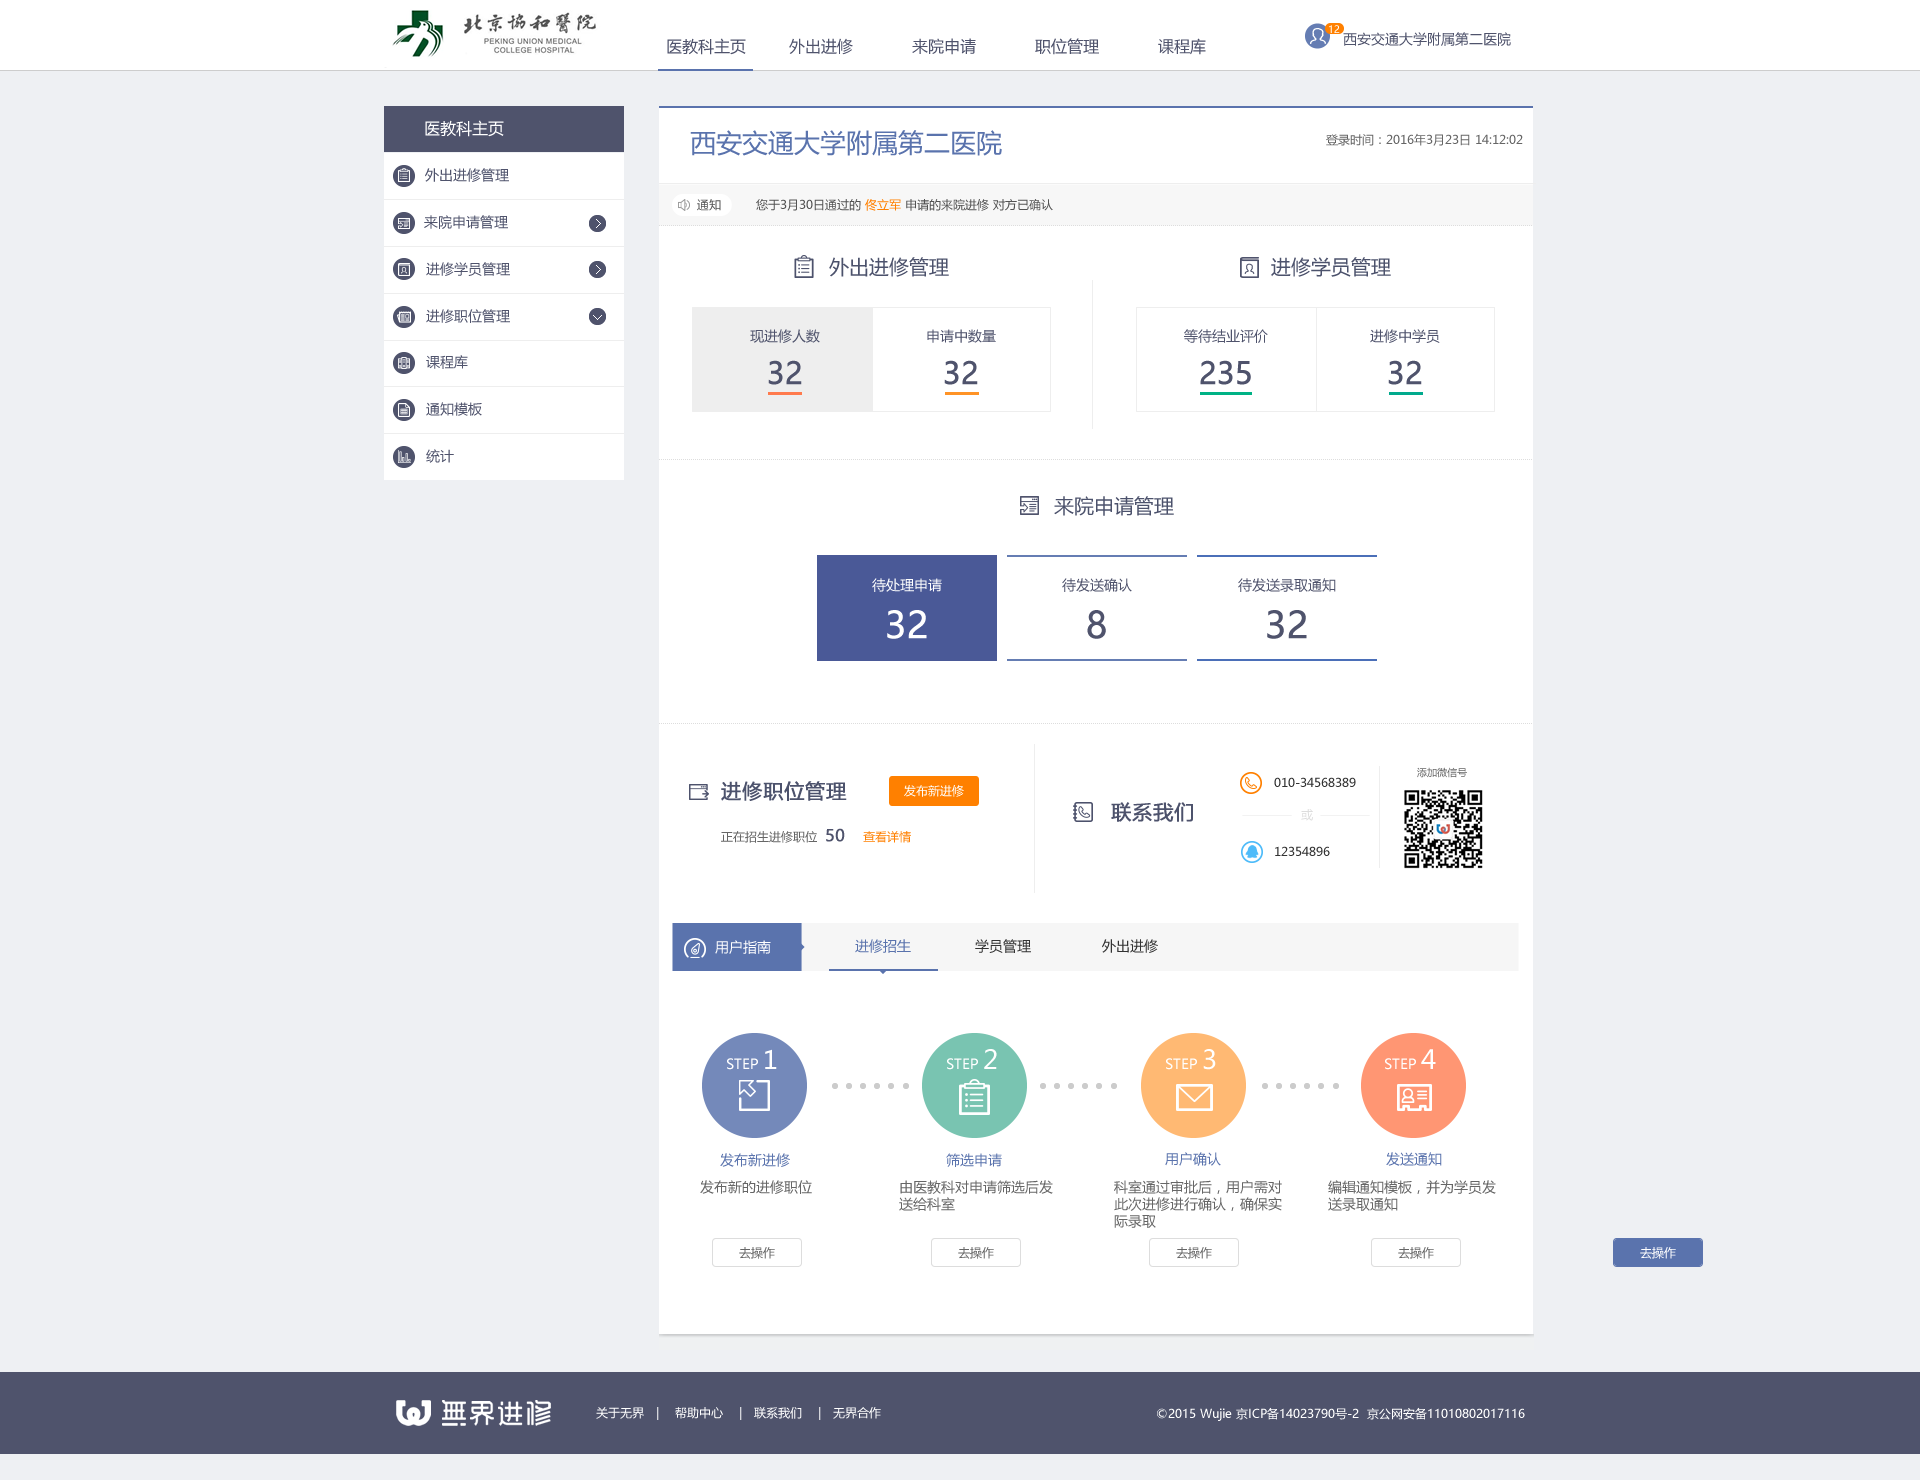 北京協和醫院
PEKING UNION MEDICAL
COLLEGE HOSPITAL
医教科主页
外出进修
来院申请
职位管理
课程库
12
西安交通大学附属第二医院
医教科主页
外出进修管理
来院申请管理
进修学员管理
进修职位管理
课程库
通知模板
统计
西安交通大学附属第二医院
登录时间：2016年3月23日 14:12:02
通知
您于3月30日通过的 佟立军 申请的来院进修 对方已确认
外出进修管理
进修学员管理
现进修人数
32
申请中数量
32
等待结业评价
235
进修中学员
32
来院申请管理
待处理申请
32
待发送确认
8
待发送录取通知
32
进修职位管理
发布新进修
正在招生进修职位 50 查看详情
联系我们
010-34568389
或
12354896
添加微信号
用户指南
进修招生
学员管理
外出进修
STEP 1
STEP 2
STEP 3
STEP 4
发布新进修
发布新的进修职位
筛选申请
由医教科对申请筛选后发
送给科室
用户确认
科室通过审批后，用户需对
此次进修进行确认，确保实
际录取
发送通知
编辑通知模板，并为学员发
送录取通知
去操作
去操作
去操作
去操作
去操作
無界进修
关于无界 | 帮助中心 | 联系我们 | 无界合作
©2015 Wujie 京ICP备14023790号-2 京公网安备11010802017116